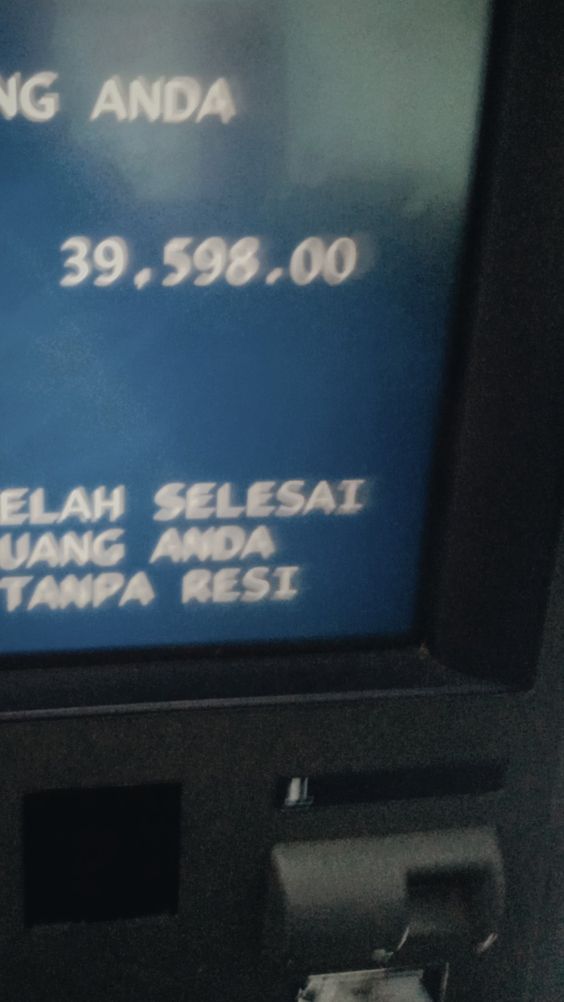 NG ANDA
39,598.00
ELAH SELESAI
UANG ANDA
TANPA RESI